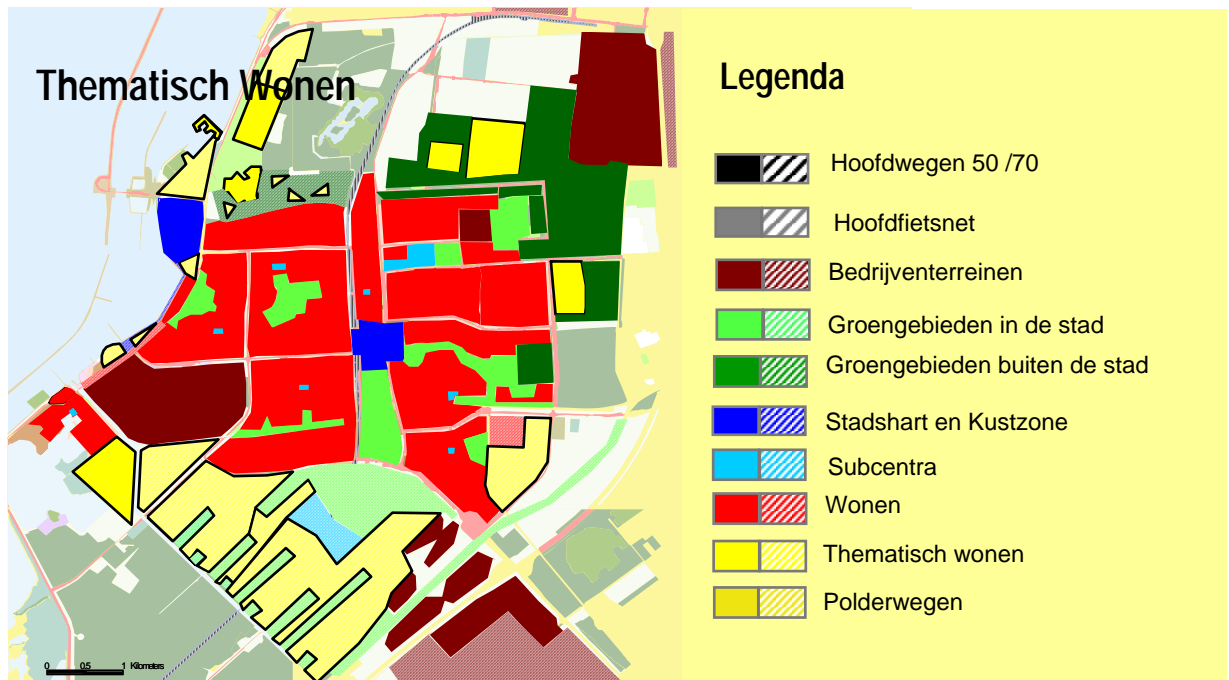 Thematisch Wonen
Legenda
Hoofdwegen 50 /70
Hoofdfietsnet
Bedrijventerreinen
Groengebieden in de stad
Groengebieden buiten de stad
Stadshart en Kustzone
Subcentra
Wonen
Thematisch wonen
Polderwegen
0 0.5 1 Kilometers